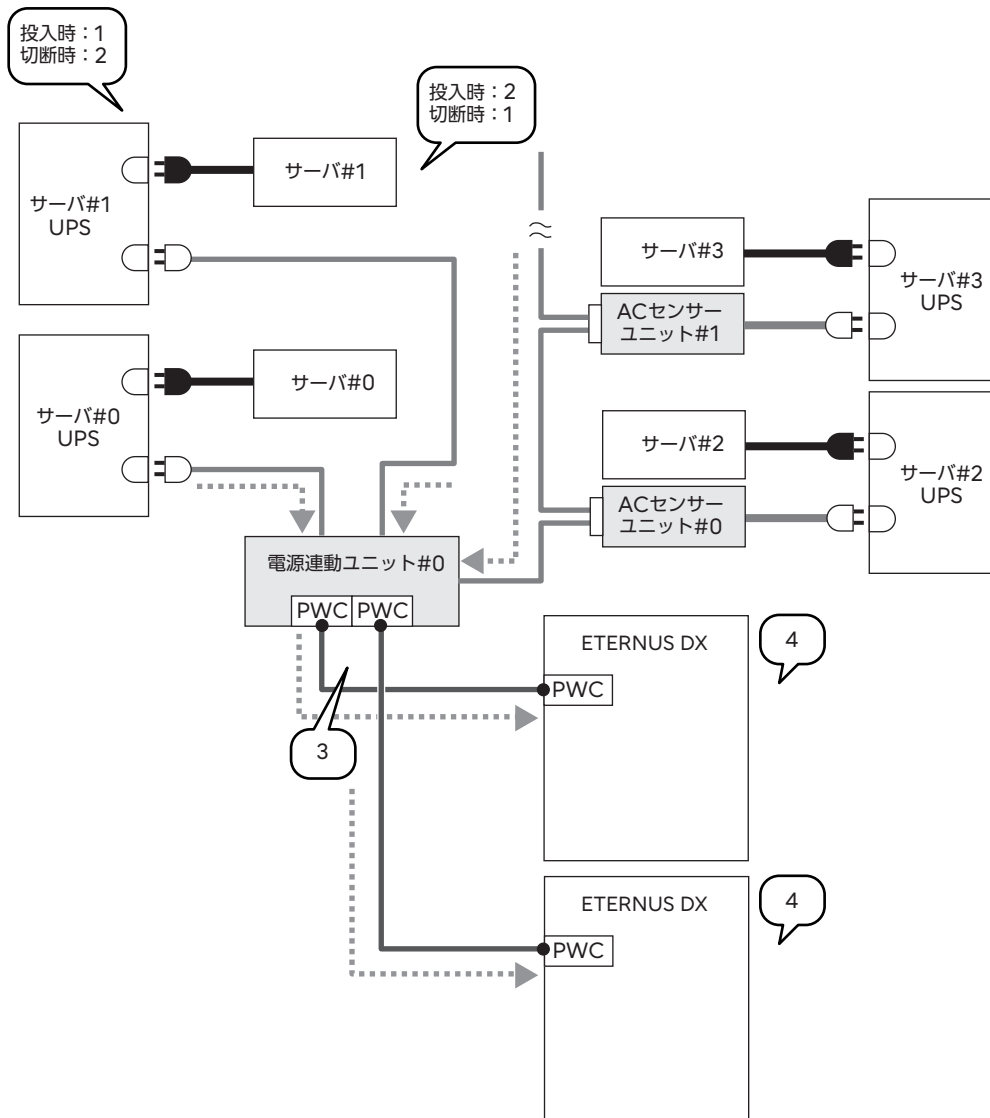 投入時：1
切断時：2
投入時：2
切断時：1
サーバ#1
UPS
サーバ#1
サーバ#3
サーバ#3
UPS
ACセンサー
ユニット#1
サーバ#0
UPS
サーバ#0
サーバ#2
サーバ#2
UPS
ACセンサー
ユニット#0
電源連動ユニット#0
PWC
PWC
ETERNUS DX
4
PWC
3
ETERNUS DX
4
PWC